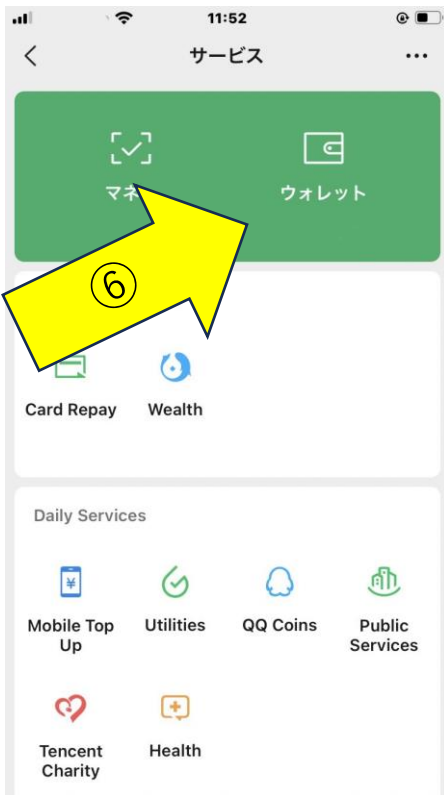 11:52
サービス
マネ
ウォレット
⑥
Card Repay
Wealth
Daily Services
Mobile Top Up
Utilities
QQ Coins
Public Services
Tencent Charity
Health